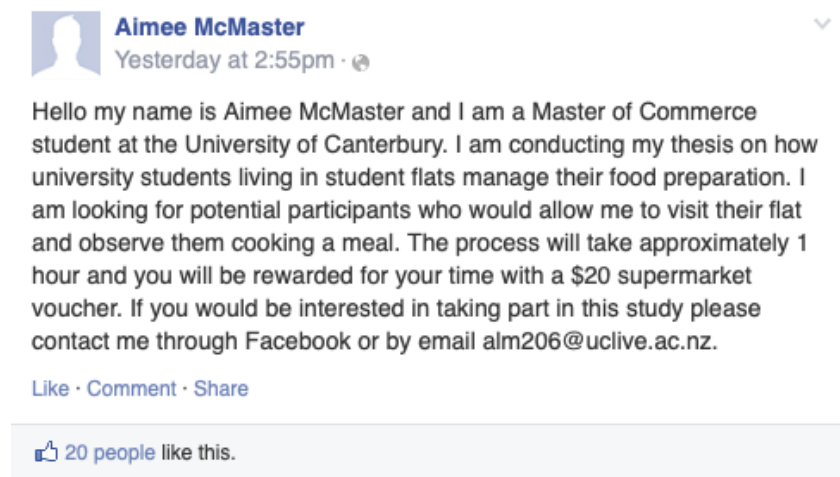 Aimee McMaster
Yesterday at 2:55pm ·
Hello my name is Aimee McMaster and I am a Master of Commerce
student at the University of Canterbury. I am conducting my thesis on how
university students living in student flats manage their food preparation. I
am looking for potential participants who would allow me to visit their flat
and observe them cooking a meal. The process will take approximately 1
hour and you will be rewarded for your time with a $20 supermarket
voucher. If you would be interested in taking part in this study please
contact me through Facebook or by email alm206@uclive.ac.nz.
Like · Comment · Share
20 people like this.